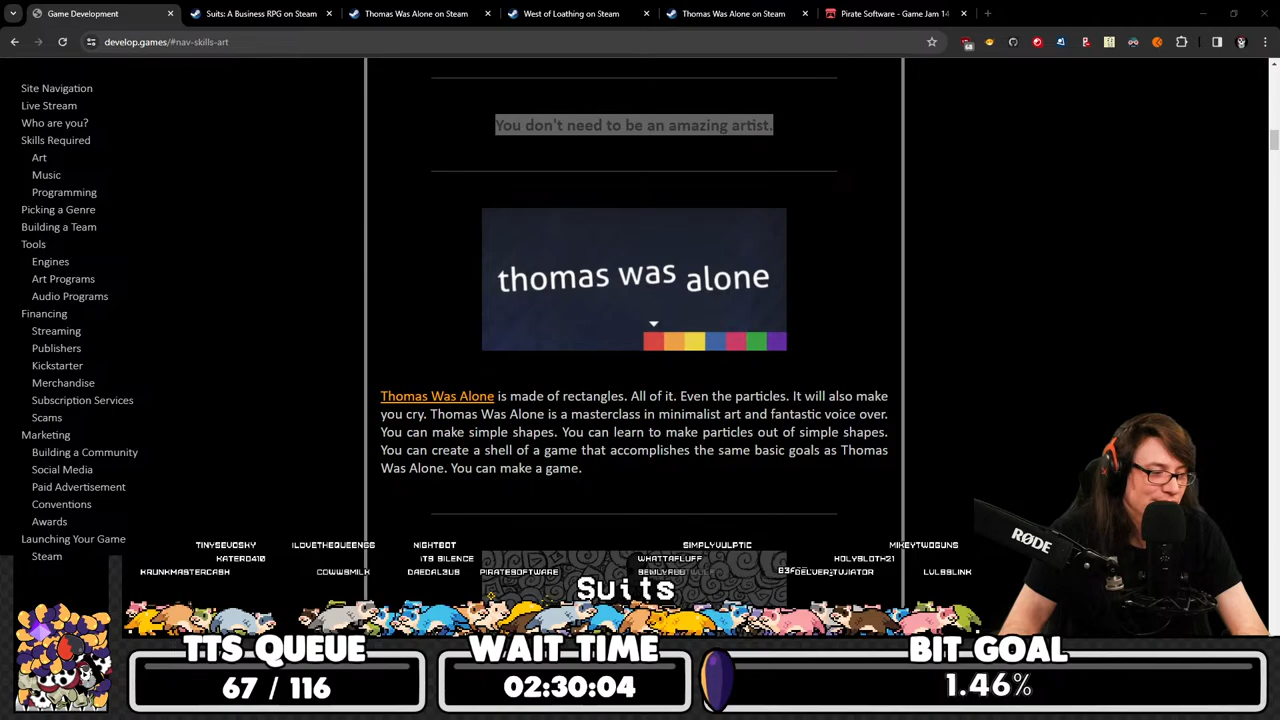 Game Development
Suits: A Business RPG on Steam
Thomas Was Alone on Steam
West of Loathing on Steam
Thomas Was Alone on Steam
Pirate Software - Game Jam 14
develop.games/#nav-skills-art
Site Navigation
Live Stream
Who are you?
Skills Required
Art
Music
Programming
Picking a Genre
Building a Team
Tools
Engines
Art Programs
Audio Programs
Financing
Streaming
Publishers
Kickstarter
Merchandise
Subscription Services
Scams
Marketing
Building a Community
Social Media
Paid Advertisement
Conventions
Awards
Launching Your Game
Steam
You don't need to be an amazing artist.
thomas was alone
Thomas Was Alone is made of rectangles. All of it. Even the particles. It will also make
you cry. Thomas Was Alone is a masterclass in minimalist art and fantastic voice over.
You can make simple shapes. You can learn to make particles out of simple shapes.
You can create a shell of a game that accomplishes the same basic goals as Thomas
Was Alone. You can make a game.
Suits
RØDE
TINYSEVOSKY
ILOVETHEQUEEN66
NIGHTBOT
SIMPLYVULPTIC
MIKEYTWOGUNS
KATER0410
ITS BILENCE
WHATTAFLUFF
HOLYSLOTH21
KRUNKMASTERCASH
COWWSMILK
DAEDAL2US
PIRATESOFTWARE
LVLSSLINK
TTS QUEUE
67 / 116
WAIT TIME
02:30:04
BIT GOAL
1.46%